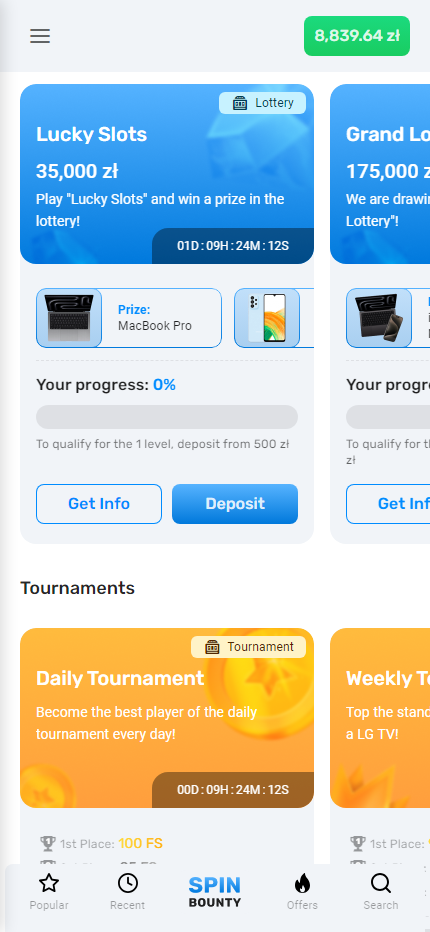 8,839.64 zł
Lottery
Lucky Slots
35,000 zł
Play "Lucky Slots" and win a prize in the
lottery!
01D : 09H : 24M : 12S
Prize:
MacBook Pro
Your progress: 0%
To qualify for the 1 level, deposit from 500 zł
Get Info
Deposit
Grand Lo
175,000 z
We are drawi
Lottery"!
Your progr
To qualify for t
zł
Get Inf
Tournaments
Tournament
Daily Tournament
Become the best player of the daily
tournament every day!
00D : 09H : 24M : 12S
1st Place: 100 FS
Weekly T
Top the stand
a LG TV!
1st Place:
Popular
Recent
SPIN
BOUNTY
Offers
Search